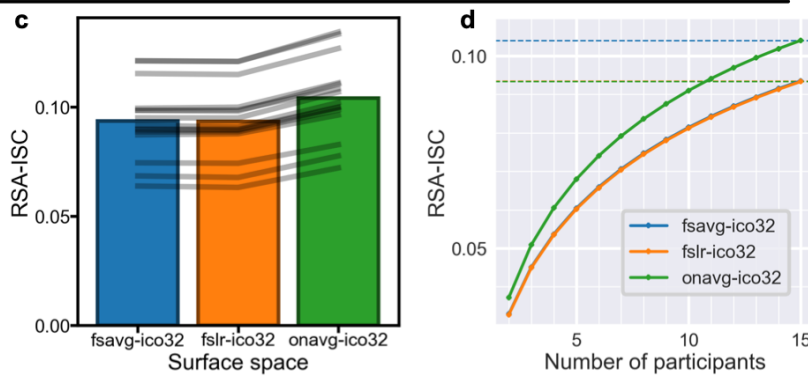 c
RSA-ISC
0.10
0.05
0.00
fsavg-ico32 fslr-ico32 onavg-ico32
Surface space
d
RSA-ISC
0.10
0.05
fsavg-ico32
fslr-ico32
onavg-ico32
5 10 15
Number of participants